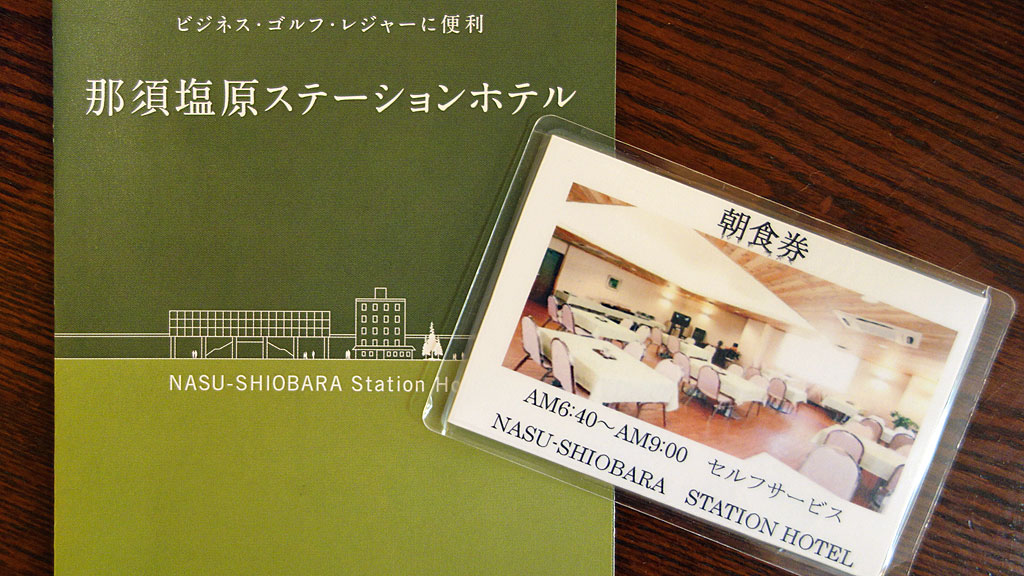 ビジネス・ゴルフ・レジャーに便利
那須塩原ステーションホテル
NASU-SHIOBARA Station
朝食券
AM6:40～AM9:00 セルフサービス
NASU-SHIOBARA STATION HOTEL